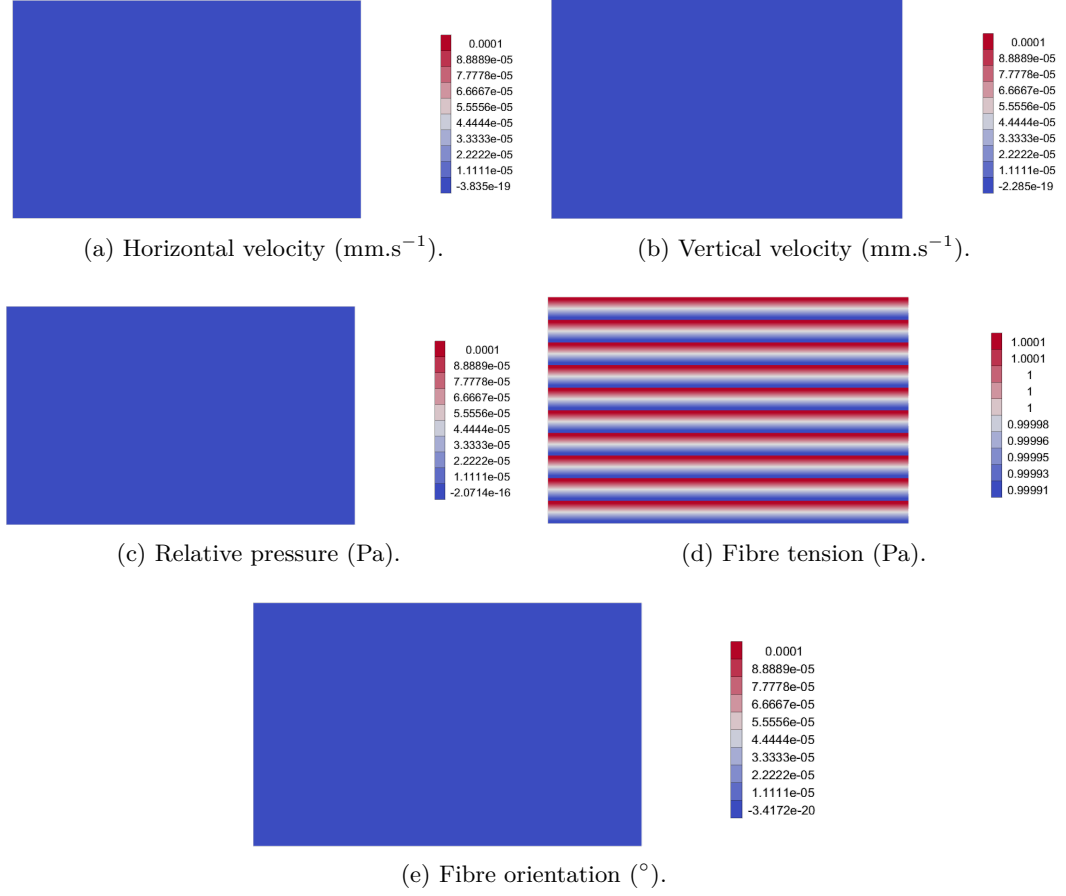 0.0001
8.8889e-05
7.7778e-05
6.6667e-05
5.5556e-05
4.4444e-05
3.3333e-05
2.2222e-05
1.1111e-05
-3.835e-19
(a) Horizontal velocity (mm.s⁻¹).
0.0001
8.8889e-05
7.7778e-05
6.6667e-05
5.5556e-05
4.4444e-05
3.3333e-05
2.2222e-05
1.1111e-05
-2.285e-19
(b) Vertical velocity (mm.s⁻¹).
0.0001
8.8889e-05
7.7778e-05
6.6667e-05
5.5556e-05
4.4444e-05
3.3333e-05
2.2222e-05
1.1111e-05
-2.0714e-16
(c) Relative pressure (Pa).
1.0001
1.0001
1
1
1
0.99998
0.99996
0.99995
0.99993
0.99991
(d) Fibre tension (Pa).
0.0001
8.8889e-05
7.7778e-05
6.6667e-05
5.5556e-05
4.4444e-05
3.3333e-05
2.2222e-05
1.1111e-05
-3.4172e-20
(e) Fibre orientation (°).